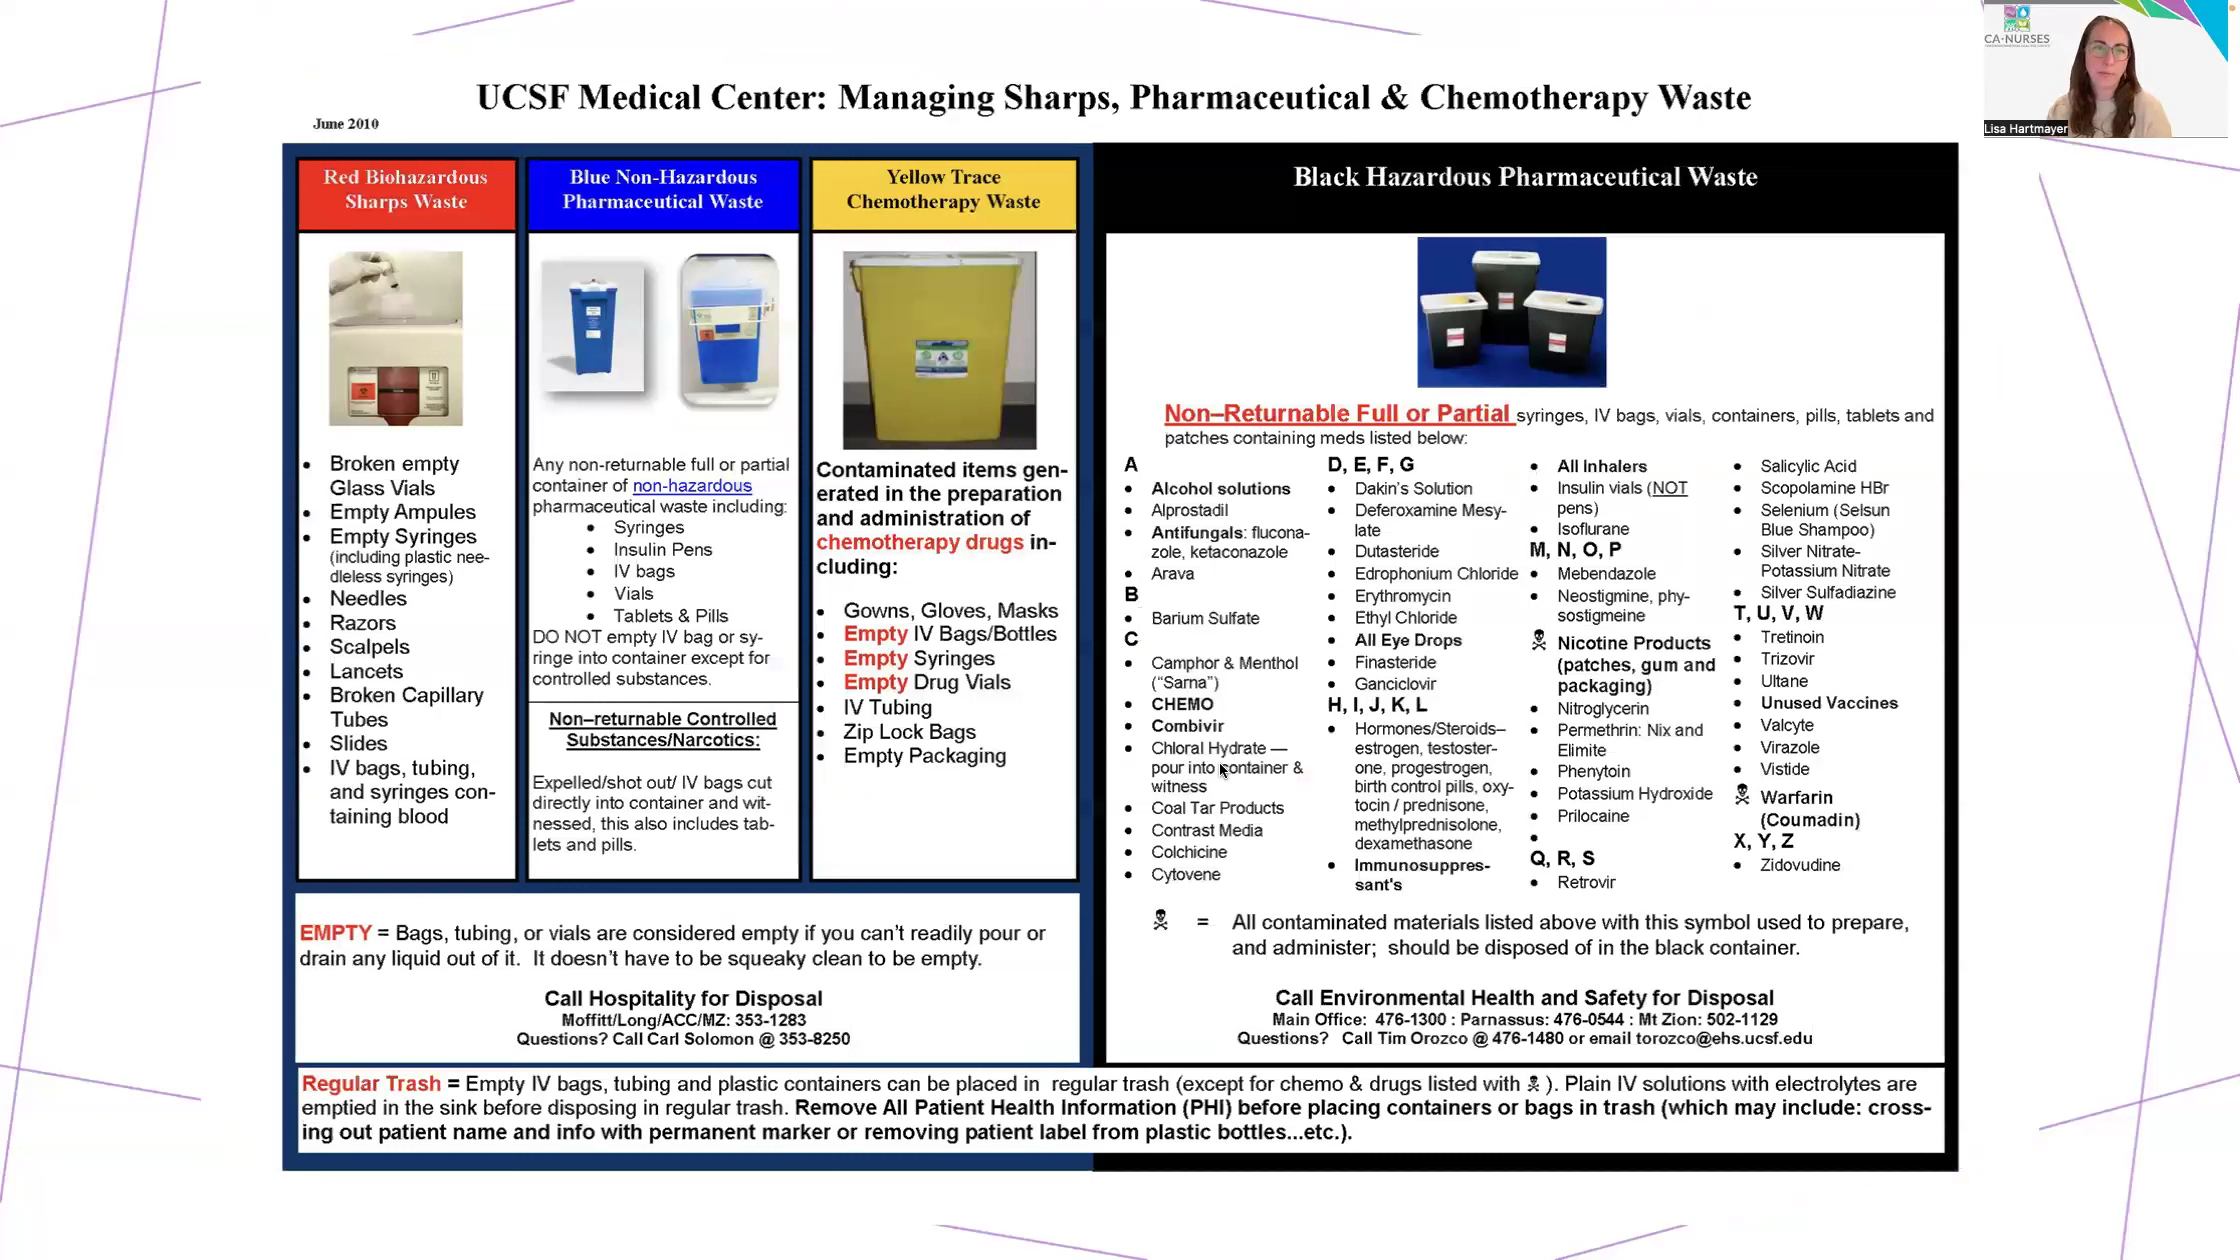 CA·NURSES
Lisa Hartmayer
UCSF Medical Center: Managing Sharps, Pharmaceutical & Chemotherapy Waste
June 2010
Red Biohazardous
Sharps Waste
• Broken empty
Glass Vials
• Empty Ampules
• Empty Syringes
(including plastic nee-
dleless syringes)
• Needles
• Razors
• Scalpels
• Lancets
• Broken Capillary
Tubes
• Slides
• IV bags, tubing,
and syringes con-
taining blood
Blue Non-Hazardous
Pharmaceutical Waste
Any non-returnable full or partial
container of non-hazardous
pharmaceutical waste including:
• Syringes
• Insulin Pens
• IV bags
• Vials
• Tablets & Pills
DO NOT empty IV bag or sy-
ringe into container except for
controlled substances.
Non–returnable Controlled
Substances/Narcotics:
Expelled/shot out/ IV bags cut
directly into container and wit-
nessed, this also includes tab-
lets and pills.
Yellow Trace
Chemotherapy Waste
Contaminated items gen-
erated in the preparation
and administration of
chemotherapy drugs in-
cluding:
• Gowns, Gloves, Masks
• Empty IV Bags/Bottles
• Empty Syringes
• Empty Drug Vials
• IV Tubing
• Zip Lock Bags
• Empty Packaging
EMPTY = Bags, tubing, or vials are considered empty if you can't readily pour or
drain any liquid out of it. It doesn't have to be squeaky clean to be empty.
Call Hospitality for Disposal
Moffitt/Long/ACC/MZ: 353-1283
Questions? Call Carl Solomon @ 353-8250
Black Hazardous Pharmaceutical Waste
Non–Returnable Full or Partial syringes, IV bags, vials, containers, pills, tablets and
patches containing meds listed below:
A
• Alcohol solutions
• Alprostadil
• Antifungals: flucona-
zole, ketaconazole
• Arava
B
• Barium Sulfate
C
• Camphor & Menthol
("Sarna")
• CHEMO
• Combivir
• Chloral Hydrate —
pour into container &
witness
• Coal Tar Products
• Contrast Media
• Colchicine
• Cytovene
D, E, F, G
• Dakin's Solution
• Deferoxamine Mesy-
late
• Dutasteride
• Edrophonium Chloride
• Erythromycin
• Ethyl Chloride
• All Eye Drops
• Finasteride
• Ganciclovir
H, I, J, K, L
• Hormones/Steroids–
estrogen, testoster-
one, progestrogen,
birth control pills, oxy-
tocin / prednisone,
methylprednisolone,
dexamethasone
• Immunosuppres-
sant's
• All Inhalers
• Insulin vials (NOT
pens)
• Isoflurane
M, N, O, P
• Mebendazole
• Neostigmine, phy-
sostigmeine
☠ Nicotine Products
(patches, gum and
packaging)
• Nitroglycerin
• Permethrin: Nix and
Elimite
• Phenytoin
• Potassium Hydroxide
• Prilocaine
•
Q, R, S
• Retrovir
• Salicylic Acid
• Scopolamine HBr
• Selenium (Selsun
Blue Shampoo)
• Silver Nitrate-
Potassium Nitrate
• Silver Sulfadiazine
T, U, V, W
• Tretinoin
• Trizovir
• Ultane
• Unused Vaccines
• Valcyte
• Virazole
• Vistide
☠ Warfarin
(Coumadin)
X, Y, Z
• Zidovudine
☠ = All contaminated materials listed above with this symbol used to prepare,
and administer; should be disposed of in the black container.
Call Environmental Health and Safety for Disposal
Main Office: 476-1300 : Parnassus: 476-0544 : Mt Zion: 502-1129
Questions? Call Tim Orozco @ 476-1480 or email torozco@ehs.ucsf.edu
Regular Trash = Empty IV bags, tubing and plastic containers can be placed in regular trash (except for chemo & drugs listed with ☠ ). Plain IV solutions with electrolytes are
emptied in the sink before disposing in regular trash. Remove All Patient Health Information (PHI) before placing containers or bags in trash (which may include: cross-
ing out patient name and info with permanent marker or removing patient label from plastic bottles...etc.).